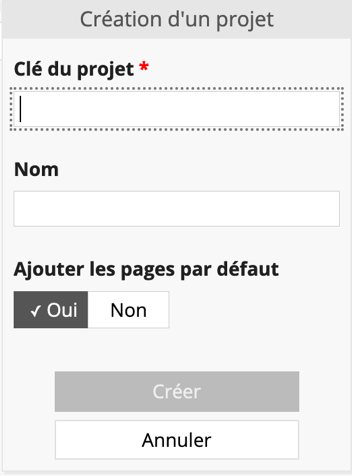 Création d'un projet
Clé du projet *
Nom
Ajouter les pages par défaut
✓ Oui Non
Créer
Annuler